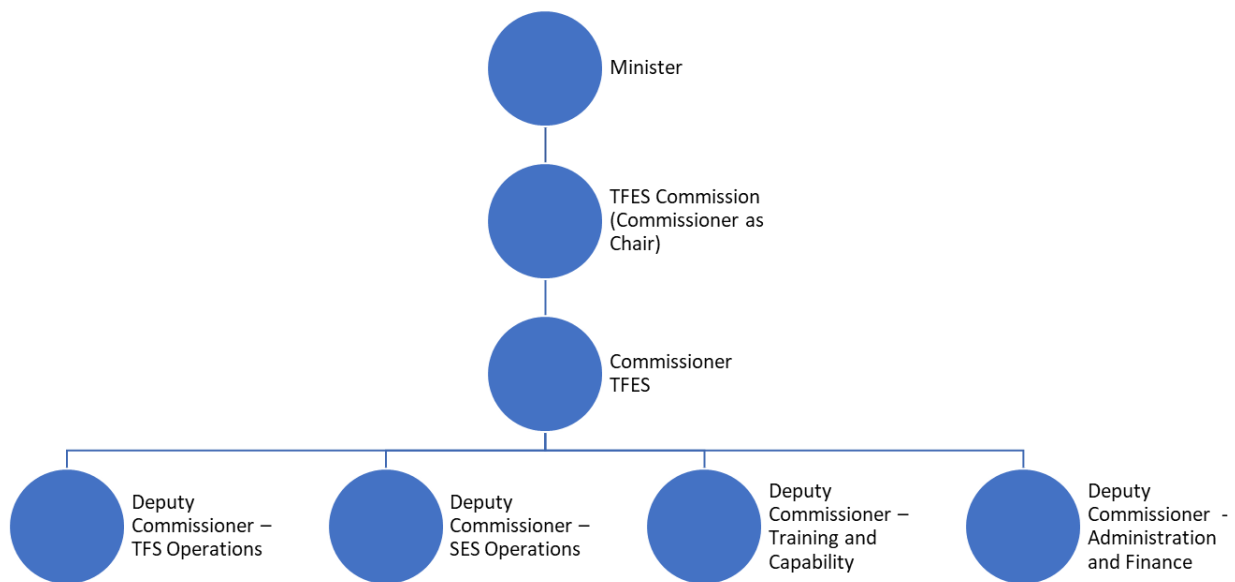 Minister
TFES Commission
(Commissioner as
Chair)
Commissioner
TFES
Deputy
Commissioner –
TFS Operations
Deputy
Commissioner –
SES Operations
Deputy
Commissioner –
Training and
Capability
Deputy
Commissioner -
Administration
and Finance